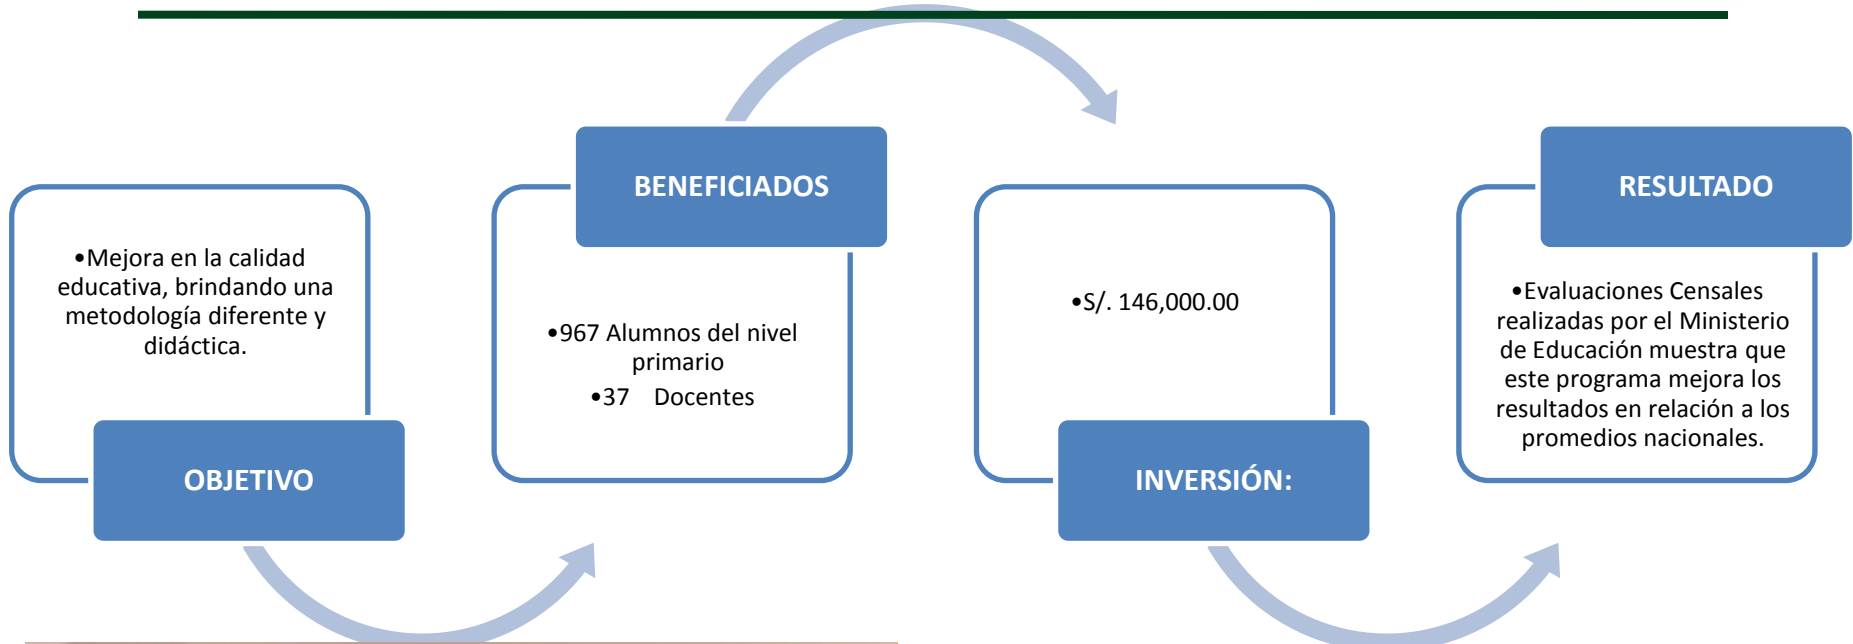 •Mejora en la calidad
educativa, brindando una
metodología diferente y
didáctica.
OBJETIVO
BENEFICIADOS
•967 Alumnos del nivel
primario
•37 Docentes
•S/. 146,000.00
INVERSIÓN:
RESULTADO
•Evaluaciones Censales
realizadas por el Ministerio
de Educación muestra que
este programa mejora los
resultados en relación a los
promedios nacionales.